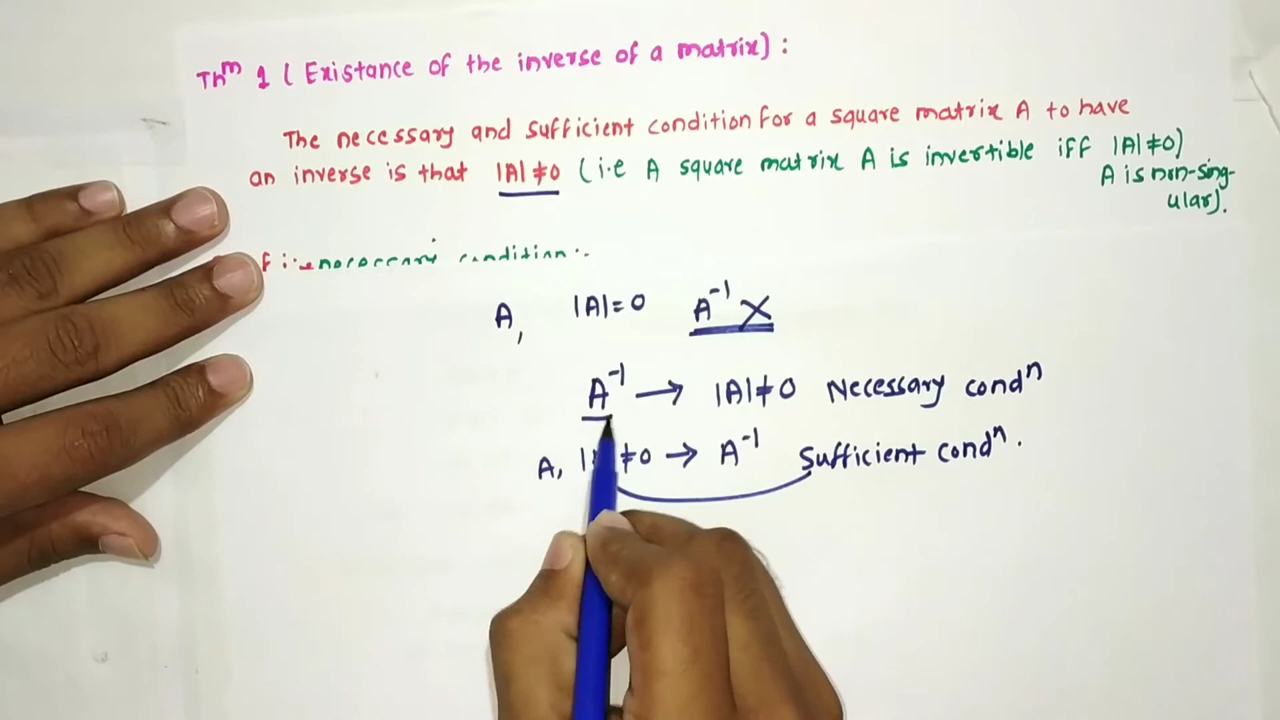 Thm 1 (Existance of the inverse of a matrix) :
The necessary and sufficient condition for a square matrix A to have
an inverse is that |A| ≠ 0 (i.e A square matrix A is invertible iff |A| ≠ 0)
A is non-sing-
ular).
necessary condition :-
A, |A| = 0 A⁻¹ X
A⁻¹ → |A| ≠ 0 Necessary condⁿ
A, ≠ 0 → A⁻¹ Sufficient condⁿ.